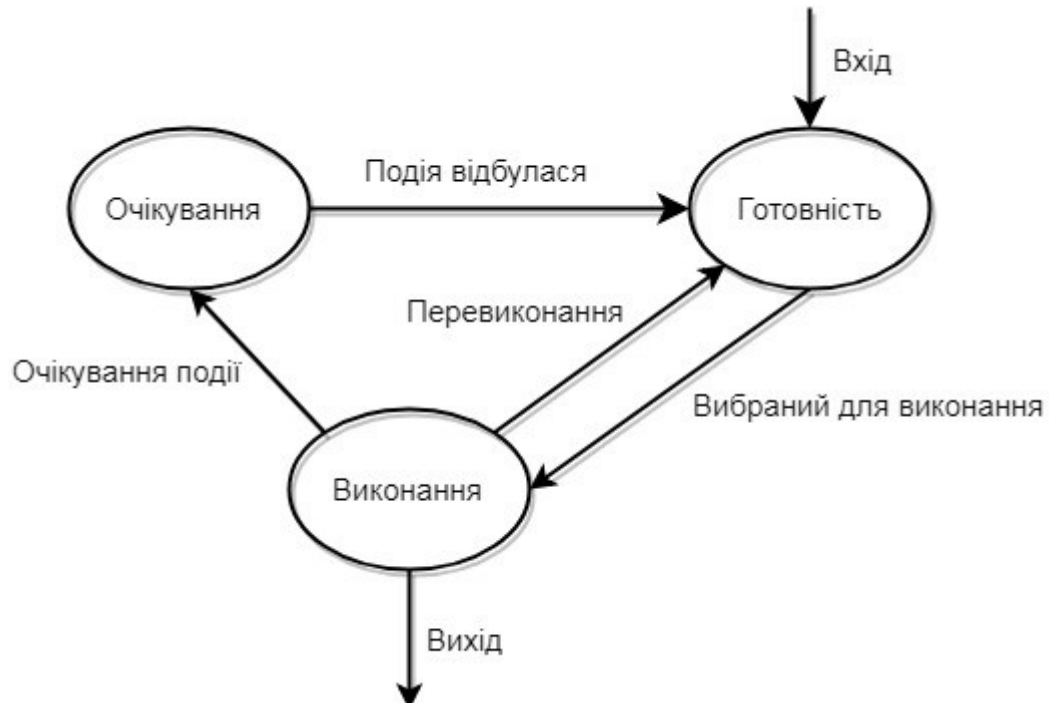 Вхід
Подія відбулася
Очікування
Готовність
Перевиконання
Очікування події
Вибраний для виконання
Виконання
Вихід